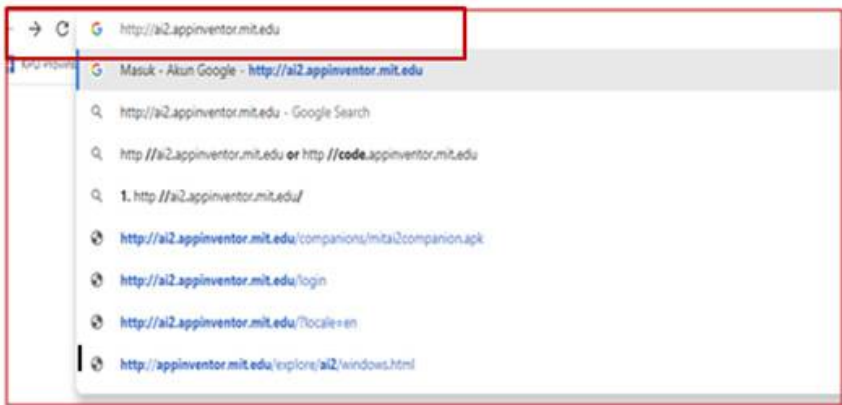 http://ai2.appinventor.mit.edu
Masuk - Akun Google - http://ai2.appinventor.mit.edu
http://ai2.appinventor.mit.edu - Google Search
http //ai2.appinventor.mit.edu or http //code.appinventor.mit.edu
1. http //ai2.appinventor.mit.edu/
http://ai2.appinventor.mit.edu/companions/mitai2companion.apk
http://ai2.appinventor.mit.edu/login
http://ai2.appinventor.mit.edu/?locale=en
http://appinventor.mit.edu/explore/ai2/windows.html